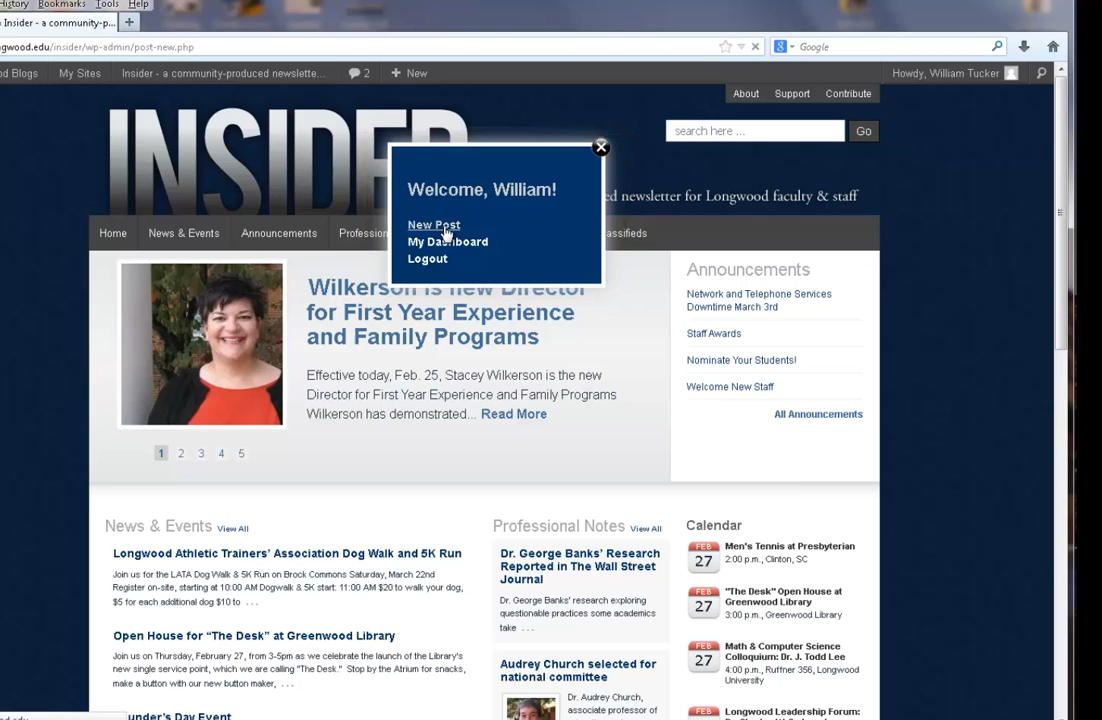 History Bookmarks Tools Help
Insider - a community-p... +
ngwood.edu/insider/wp-admin/post-new.php
Google
Blogs My Sites Insider - a community-produced newslette... 2 + New
Howdy, William Tucker
About Support Contribute
INSIDER
search here ... Go
newsletter for Longwood faculty & staff
Welcome, William!
New Post
My Dashboard
Logout
Home News & Events Announcements Profession
assifieds
Wilkerson is new Director
for First Year Experience
and Family Programs
Effective today, Feb. 25, Stacey Wilkerson is the new
Director for First Year Experience and Family Programs
Wilkerson has demonstrated... Read More
1 2 3 4 5
Announcements
Network and Telephone Services
Downtime March 3rd
Staff Awards
Nominate Your Students!
Welcome New Staff
All Announcements
News & Events View All
Longwood Athletic Trainers' Association Dog Walk and 5K Run
Join us for the LATA Dog Walk & 5K Run on Brock Commons Saturday, March 22nd
Register on-site, starting at 10:00 AM Dogwalk & 5K start: 11:00 AM $20 to walk your dog,
$5 for each additional dog $10 to ...
Open House for “The Desk” at Greenwood Library
Join us on Thursday, February 27, from 3-5pm as we celebrate the launch of the Library's
new single service point, which we are calling "The Desk." Stop by the Atrium for snacks,
make a button with our new button maker, ...
under's Day Event
Professional Notes View All
Dr. George Banks' Research
Reported in The Wall Street
Journal
Dr. George Banks' research exploring
questionable practices some academics
take ...
Audrey Church selected for
national committee
Dr. Audrey Church,
associate professor of
Calendar
FEB 27
Men's Tennis at Presbyterian
2:00 p.m., Clinton, SC
FEB 27
"The Desk" Open House at
Greenwood Library
3:00 p.m., Greenwood Library
FEB 27
Math & Computer Science
Colloquium: Dr. J. Todd Lee
4:00 p.m., Ruffner 356, Longwood
University
FEB
Longwood Leadership Forum: